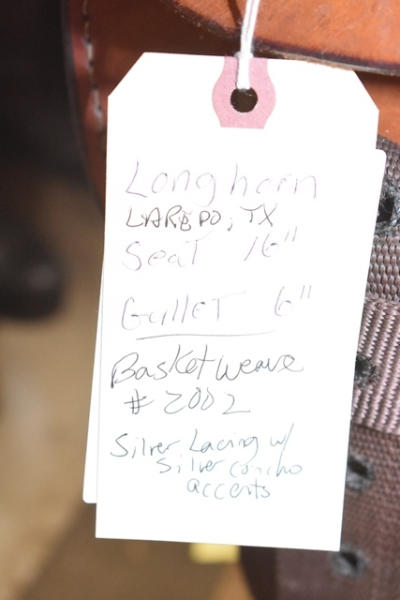 Longhorn
LAREDO, TX
Seat 16"
Gullet 6"
Basketweave
# 2002
Silver Lacing w/
Silver concho
accents